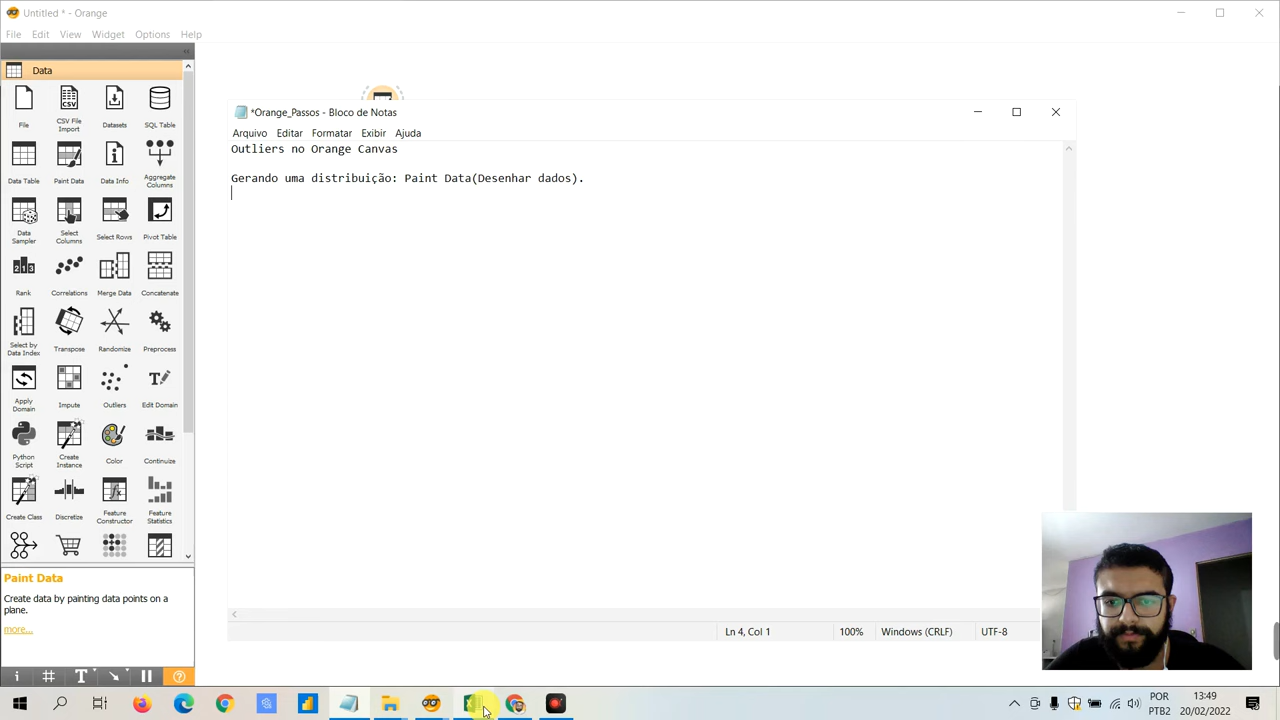 Untitled * - Orange
File Edit View Widget Options Help
Data
File
CSV File Import
Datasets
SQL Table
Data Table
Paint Data
Data Info
Aggregate Columns
Data Sampler
Select Columns
Select Rows
Pivot Table
Rank
Correlations
Merge Data
Concatenate
Select by Data Index
Transpose
Randomize
Preprocess
Apply Domain
Impute
Outliers
Edit Domain
Python Script
Create Instance
Color
Continuize
Create Class
Discretize
Feature Constructor
Feature Statistics
Paint Data
Create data by painting data points on a
plane.
more...
*Orange_Passos - Bloco de Notas
Arquivo Editar Formatar Exibir Ajuda
Outliers no Orange Canvas
Gerando uma distribuição: Paint Data(Desenhar dados).
Ln 4, Col 1 100% Windows (CRLF) UTF-8
POR
PTB2
13:49
20/02/2022